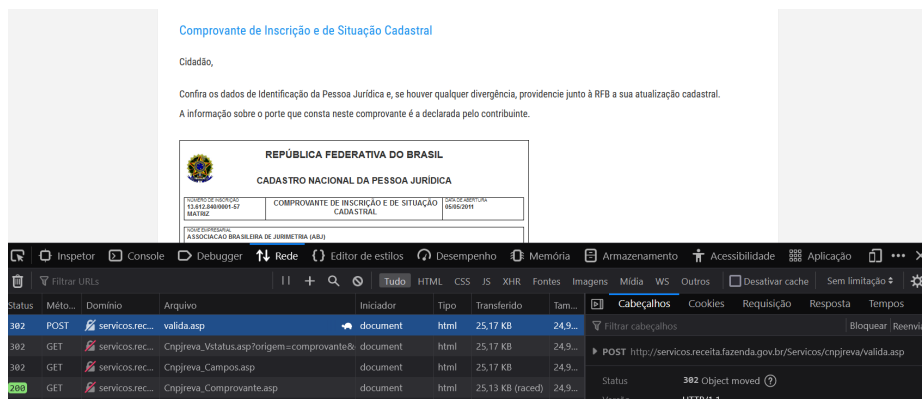 Comprovante de Inscrição e de Situação Cadastral
Cidadão,
Confira os dados de Identificação da Pessoa Jurídica e, se houver qualquer divergência, providencie junto à RFB a sua atualização cadastral.
A informação sobre o porte que consta neste comprovante é a declarada pelo contribuinte.
REPÚBLICA FEDERATIVA DO BRASIL
CADASTRO NACIONAL DA PESSOA JURÍDICA
NÚMERO DE INSCRIÇÃO
13.612.840/0001-57
MATRIZ
COMPROVANTE DE INSCRIÇÃO E DE SITUAÇÃO
CADASTRAL
DATA DE ABERTURA
05/05/2011
NOME EMPRESARIAL
ASSOCIACAO BRASILEIRA DE JURIMETRIA (ABJ)
Inspetor Console Debugger Rede Editor de estilos Desempenho Memória Armazenamento Acessibilidade Aplicação
Filtrar URLs Tudo HTML CSS JS XHR Fontes Imagens Mídia WS Outros Desativar cache Sem limitação
Status Méto... Domínio Arquivo Iniciador Tipo Transferido Tam... Cabeçalhos Cookies Requisição Resposta Tempos
302 POST servicos.rec... valida.asp document html 25,17 KB 24,9... Filtrar cabeçalhos Bloquear Reenvia
302 GET servicos.rec... Cnpjreva_Vstatus.asp?origem=comprovante& document html 25,17 KB 24,9...
POST http://servicos.receita.fazenda.gov.br/Servicos/cnpjreva/valida.asp
302 GET servicos.rec... Cnpjreva_Campos.asp document html 25,17 KB 24,9...
Status 302 Object moved
200 GET servicos.rec... Cnpjreva_Comprovante.asp document html 25,13 KB (raced) 24,9...